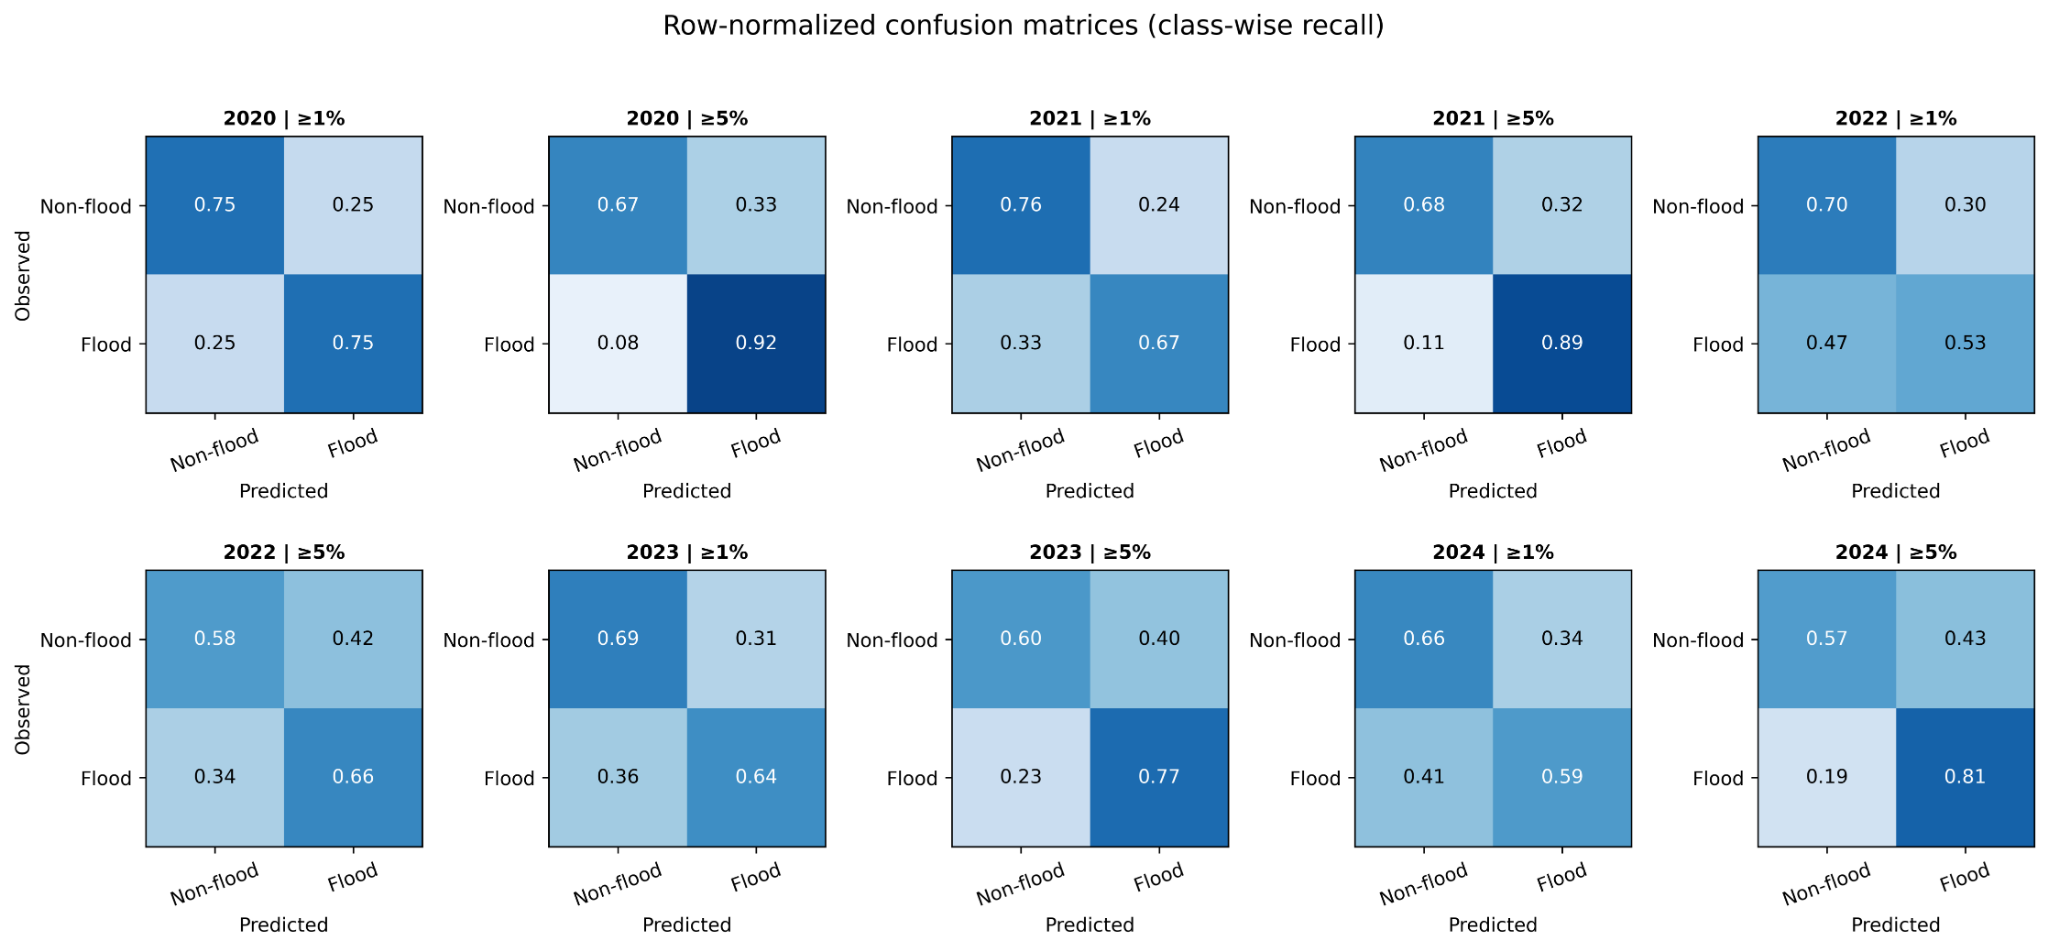 Row-normalized confusion matrices (class-wise recall)
2020 | ≥1%
Observed
Non-flood
0.75
0.25
Flood
0.25
0.75
Non-flood
Flood
Predicted
2020 | ≥5%
Non-flood
0.67
0.33
Flood
0.08
0.92
Non-flood
Flood
Predicted
2021 | ≥1%
Non-flood
0.76
0.24
Flood
0.33
0.67
Non-flood
Flood
Predicted
2021 | ≥5%
Non-flood
0.68
0.32
Flood
0.11
0.89
Non-flood
Flood
Predicted
2022 | ≥1%
Non-flood
0.70
0.30
Flood
0.47
0.53
Non-flood
Flood
Predicted
2022 | ≥5%
Observed
Non-flood
0.58
0.42
Flood
0.34
0.66
Non-flood
Flood
Predicted
2023 | ≥1%
Non-flood
0.69
0.31
Flood
0.36
0.64
Non-flood
Flood
Predicted
2023 | ≥5%
Non-flood
0.60
0.40
Flood
0.23
0.77
Non-flood
Flood
Predicted
2024 | ≥1%
Non-flood
0.66
0.34
Flood
0.41
0.59
Non-flood
Flood
Predicted
2024 | ≥5%
Non-flood
0.57
0.43
Flood
0.19
0.81
Non-flood
Flood
Predicted